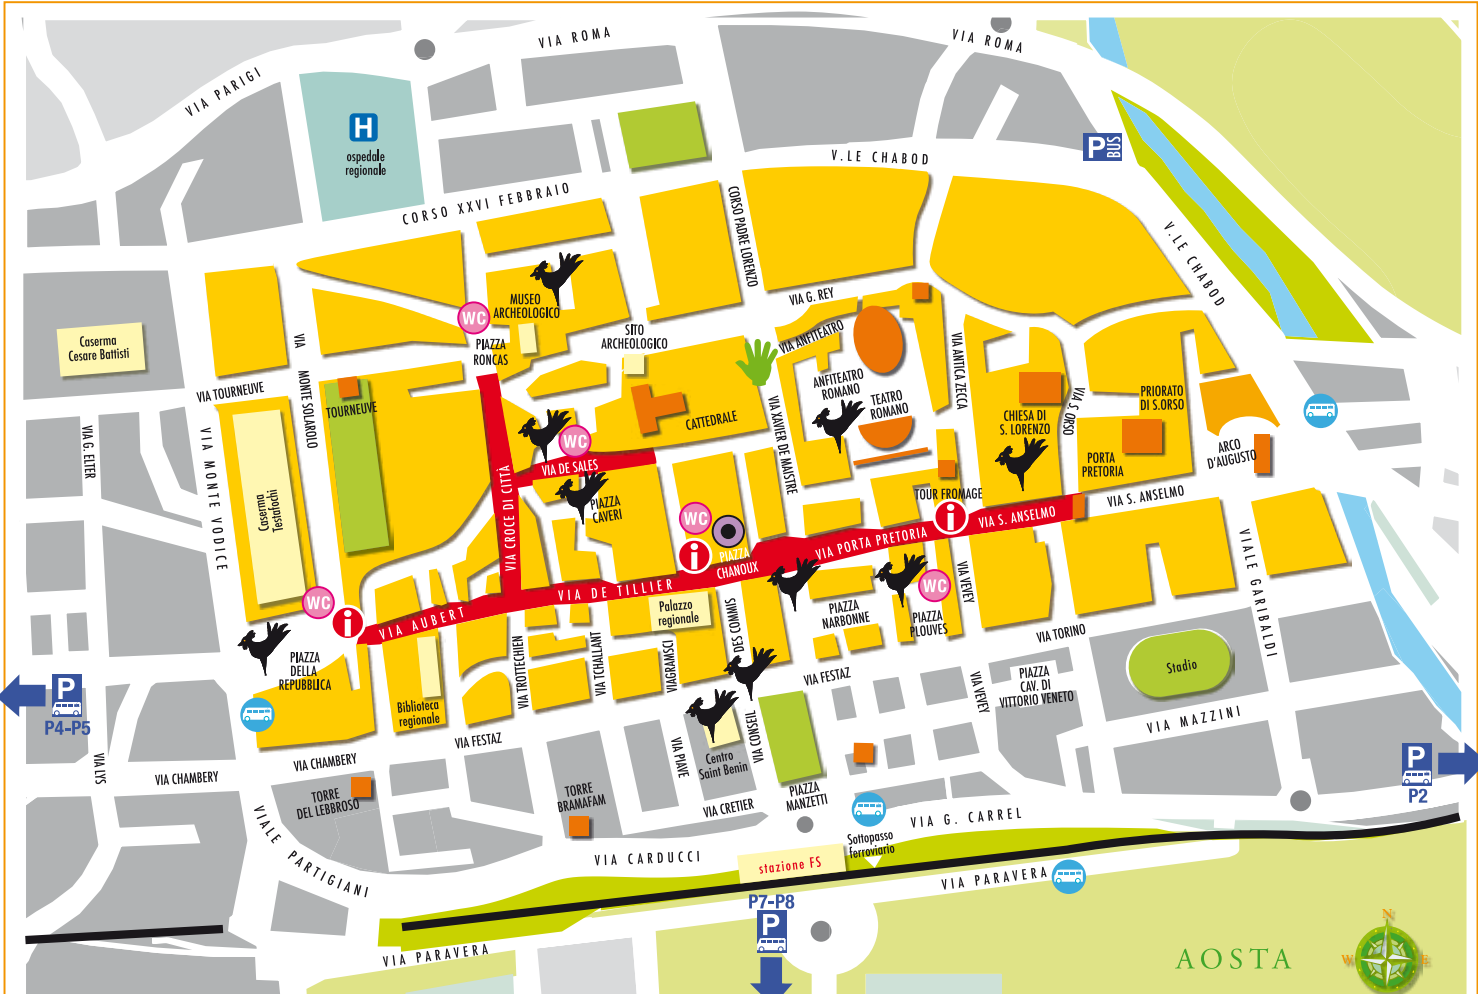 VIA ROMA
VIA ROMA
VIA PARIGI
H
ospedale
regionale
P BUS
V.LE CHABOD
CORSO XXVI FEBBRAIO
CORSO PADRE LORENZO
V.LE CHABOD
MUSEO
ARCHEOLOGICO
VIA G. REY
WC
SITO
ARCHEOLOGICO
VIA ANFITEATRO
PIAZZA
RONCAS
Caserma
Cesare Battisti
VIA
MONTE SOLAROLO
VIA TOURNEUVE
TOURNEUVE
ANFITEATRO
ROMANO
TEATRO
ROMANO
VIA ANTICA ZECCA
CHIESA DI
S. LORENZO
VIA S. ORSO
PRIORATO
DI S.ORSO
CATTEDRALE
VIA XAVIER DE MAISTRE
VIA G. ELTER
VIA MONTE VODICE
WC
VIA DE SALES
PORTA
PRETORIA
ARCO
D'AUGUSTO
Caserma
Testafochi
VIA CROCE DI CITTÀ
PIAZZA
CAVERI
TOUR FROMAGE
VIA S. ANSELMO
WC
i
VIA S. ANSELMO
VIA PORTA PRETORIA
i
PIAZZA
CHANOUX
VIALE GARIBALDI
VIA DE TILLIER
WC
VIA VEVEY
WC
i
VIA AUBERT
Palazzo
regionale
DES COMMIS
PIAZZA
NARBONNE
PIAZZA
PLOUVES
VIA TORINO
PIAZZA
DELLA
REPUBBLICA
VIA TROTTECHIEN
VIA TCHALLANT
VIAGRAMSCI
VIA FESTAZ
VIA VEVEY
PIAZZA
CAV. DI
VITTORIO VENETO
Stadio
P
P4-P5
Biblioteca
regionale
VIA MAZZINI
VIA FESTAZ
VIA CONSEIL
VIA PIAVE
Centro
Saint Benin
VIA LYS
VIA CHAMBERY
VIA CHAMBERY
P
P2
TORRE
DEL LEBBROSO
TORRE
BRAMAFAM
PIAZZA
MANZETTI
VIA CRETIER
VIALE PARTIGIANI
VIA G. CARREL
Sottopasso
ferroviario
VIA CARDUCCI
stazione FS
VIA PARAVERA
P7-P8
P
VIA PARAVERA
AOSTA
N
W
E